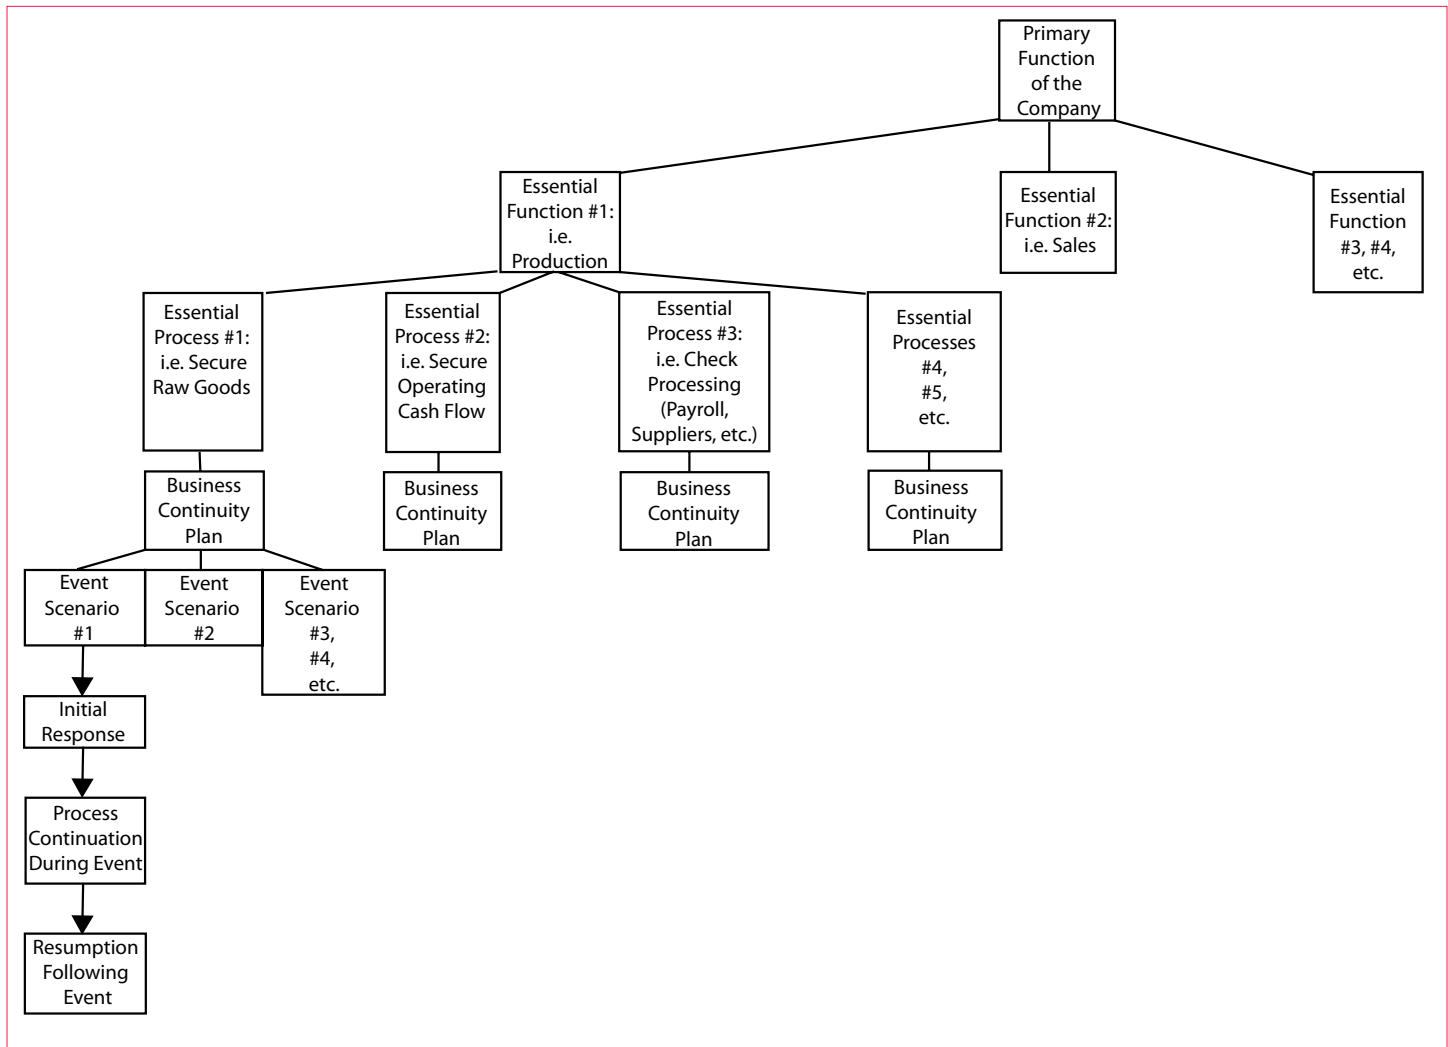 Primary
Function
of the
Company
Essential
Function #1:
i.e.
Production
Essential
Function #2:
i.e. Sales
Essential
Function
#3, #4,
etc.
Essential
Process #1:
i.e. Secure
Raw Goods
Essential
Process #2:
i.e. Secure
Operating
Cash Flow
Essential
Process #3:
i.e. Check
Processing
(Payroll,
Suppliers, etc.)
Essential
Processes
#4,
#5,
etc.
Business
Continuity
Plan
Business
Continuity
Plan
Business
Continuity
Plan
Business
Continuity
Plan
Event
Scenario
#1
Event
Scenario
#2
Event
Scenario
#3,
#4,
etc.
Initial
Response
Process
Continuation
During Event
Resumption
Following
Event